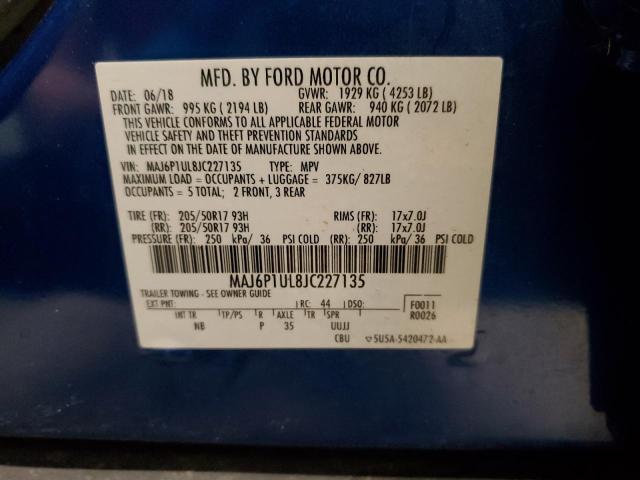 MFD. BY FORD MOTOR CO.
DATE: 06/18 GVWR: 1929 KG ( 4253 LB)
FRONT GAWR: 995 KG ( 2194 LB) REAR GAWR: 940 KG ( 2072 LB)
THIS VEHICLE CONFORMS TO ALL APPLICABLE FEDERAL MOTOR
VEHICLE SAFETY AND THEFT PREVENTION STANDARDS
IN EFFECT ON THE DATE OF MANUFACTURE SHOWN ABOVE.
VIN: MAJ6P1UL8JC227135 TYPE: MPV
MAXIMUM LOAD = OCCUPANTS + LUGGAGE = 375KG/ 827LB
OCCUPANTS = 5 TOTAL; 2 FRONT, 3 REAR
TIRE (FR): 205/50R17 93H RIMS (FR): 17x7.0J
(RR): 205/50R17 93H (RR): 17x7.0J
PRESSURE (FR): 250 kPa/ 36 PSI COLD (RR): 250 kPa/ 36 PSI COLD
MAJ6P1UL8JC227135
TRAILER TOWING - SEE OWNER GUIDE
EXT PNT: RC: 44 DSO: F0011
INT TR TP/PS R AXLE TR SPR R0026
NB P 35 UUJJ
CBU 5U5A-5420472-AA